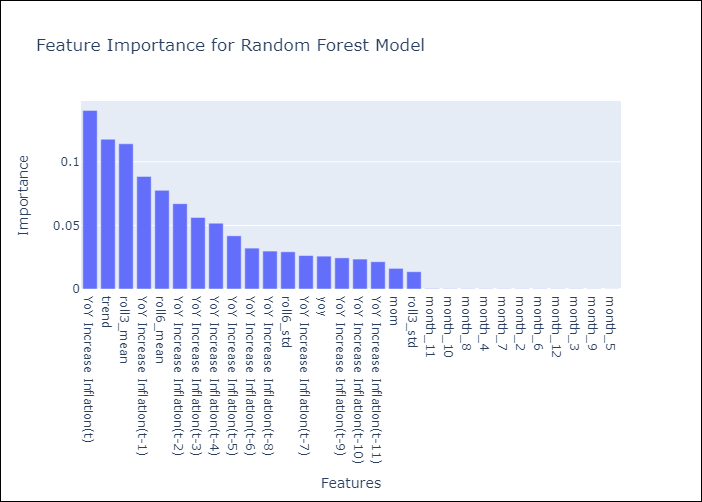 Feature Importance for Random Forest Model
Importance
0.1
0.05
0
YoY Increase Inflation(t)
trend
roll3_mean
YoY Increase Inflation(t-1)
roll6_mean
YoY Increase Inflation(t-2)
YoY Increase Inflation(t-3)
YoY Increase Inflation(t-4)
YoY Increase Inflation(t-5)
YoY Increase Inflation(t-6)
YoY Increase Inflation(t-8)
roll6_std
YoY Increase Inflation(t-7)
yoy
YoY Increase Inflation(t-9)
YoY Increase Inflation(t-10)
YoY Increase Inflation(t-11)
mom
roll3_std
month_11
month_10
month_8
month_4
month_7
month_2
month_6
month_12
month_3
month_9
month_5
Features